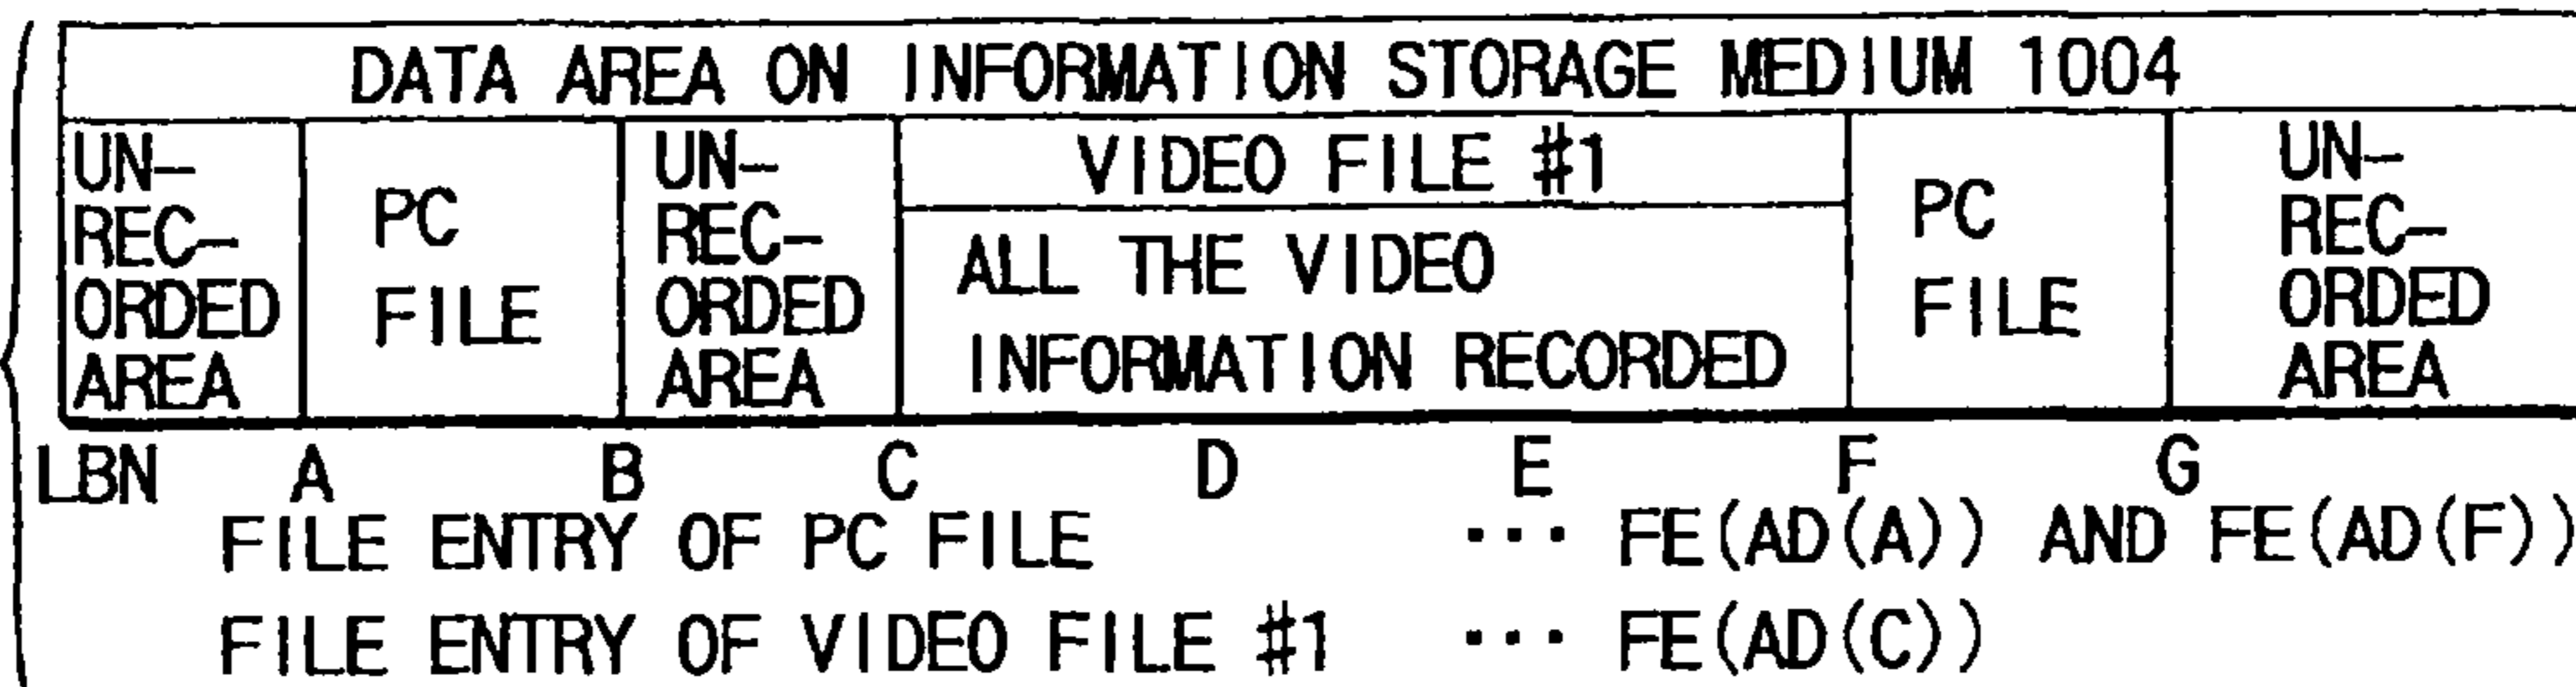 DATA AREA ON INFORMATION STORAGE MEDIUM 1004
UN-
REC-
ORDED
AREA
PC
FILE
UN-
REC-
ORDED
AREA
VIDEO FILE #1
ALL THE VIDEO
INFORMATION RECORDED
PC
FILE
UN-
REC-
ORDED
AREA
LBN A B C D E F G
FILE ENTRY OF PC FILE ··· FE(AD(A)) AND FE(AD(F))
FILE ENTRY OF VIDEO FILE #1 ··· FE(AD(C))